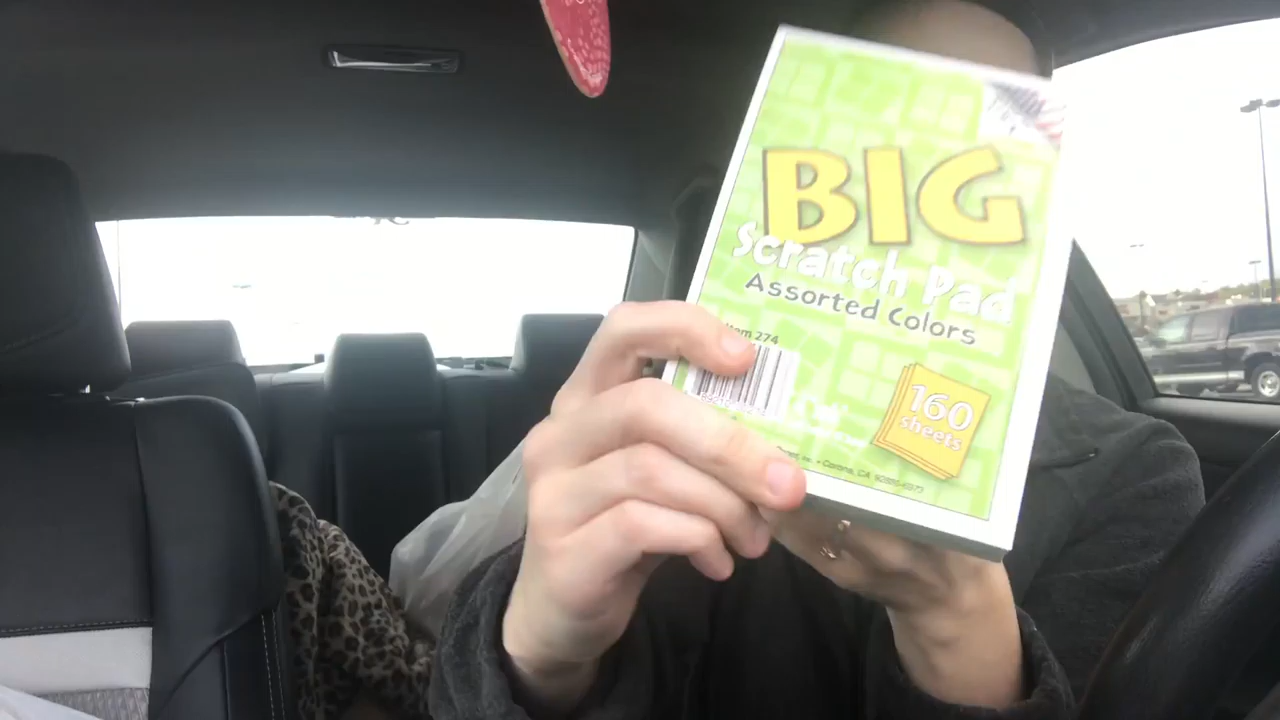 BIG
Scratch Pad
Assorted Colors
Item 274
160
sheets
Corona, CA